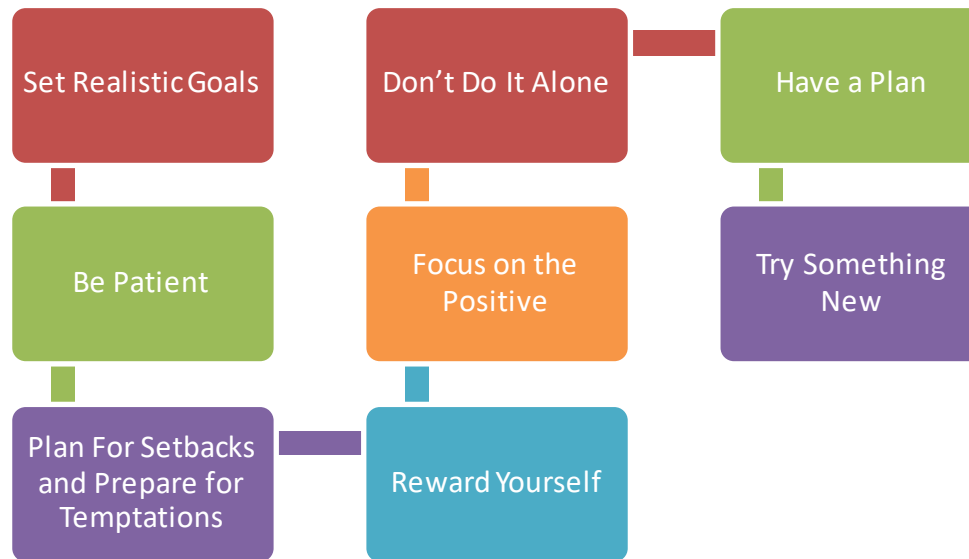 Set Realistic Goals
Be Patient
Plan For Setbacks
and Prepare for
Temptations
Reward Yourself
Focus on the
Positive
Don’t Do It Alone
Have a Plan
Try Something
New